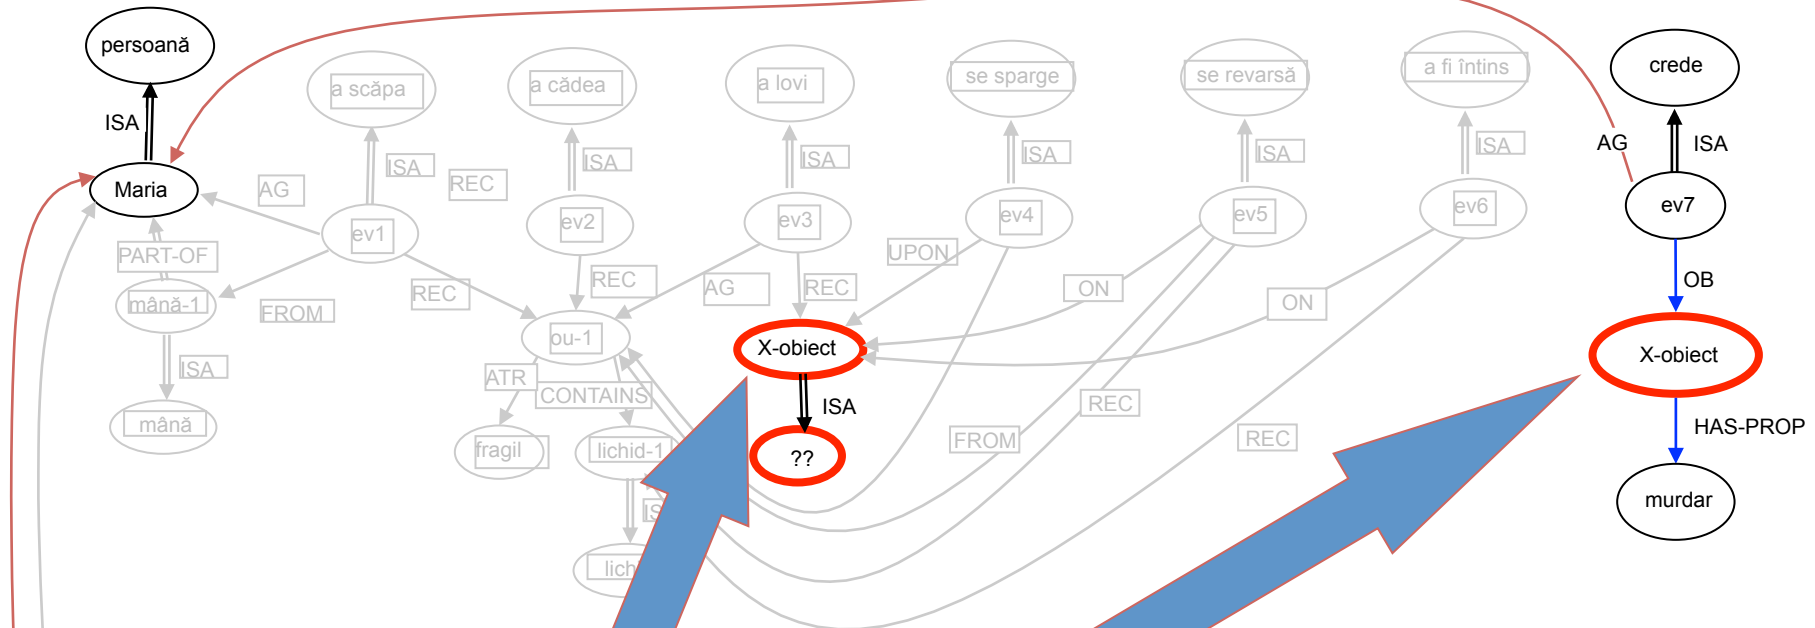 persoană
a scăpa
a cădea
a lovi
se sparge
se revarsă
a fi întins
crede
ISA
ISA
REC
ISA
ISA
ISA
ISA
ISA
AG
ISA
Maria
AG
ev1
ev2
ev3
ev4
ev5
ev6
ev7
PART-OF
mână-1
FROM
REC
REC
AG
REC
UPON
ON
ON
OB
ou-1
X-obiect
X-obiect
ISA
ATR
CONTAINS
ISA
REC
HAS-PROP
mână
fragil
lichid-1
??
FROM
REC
murdar
IS
lich